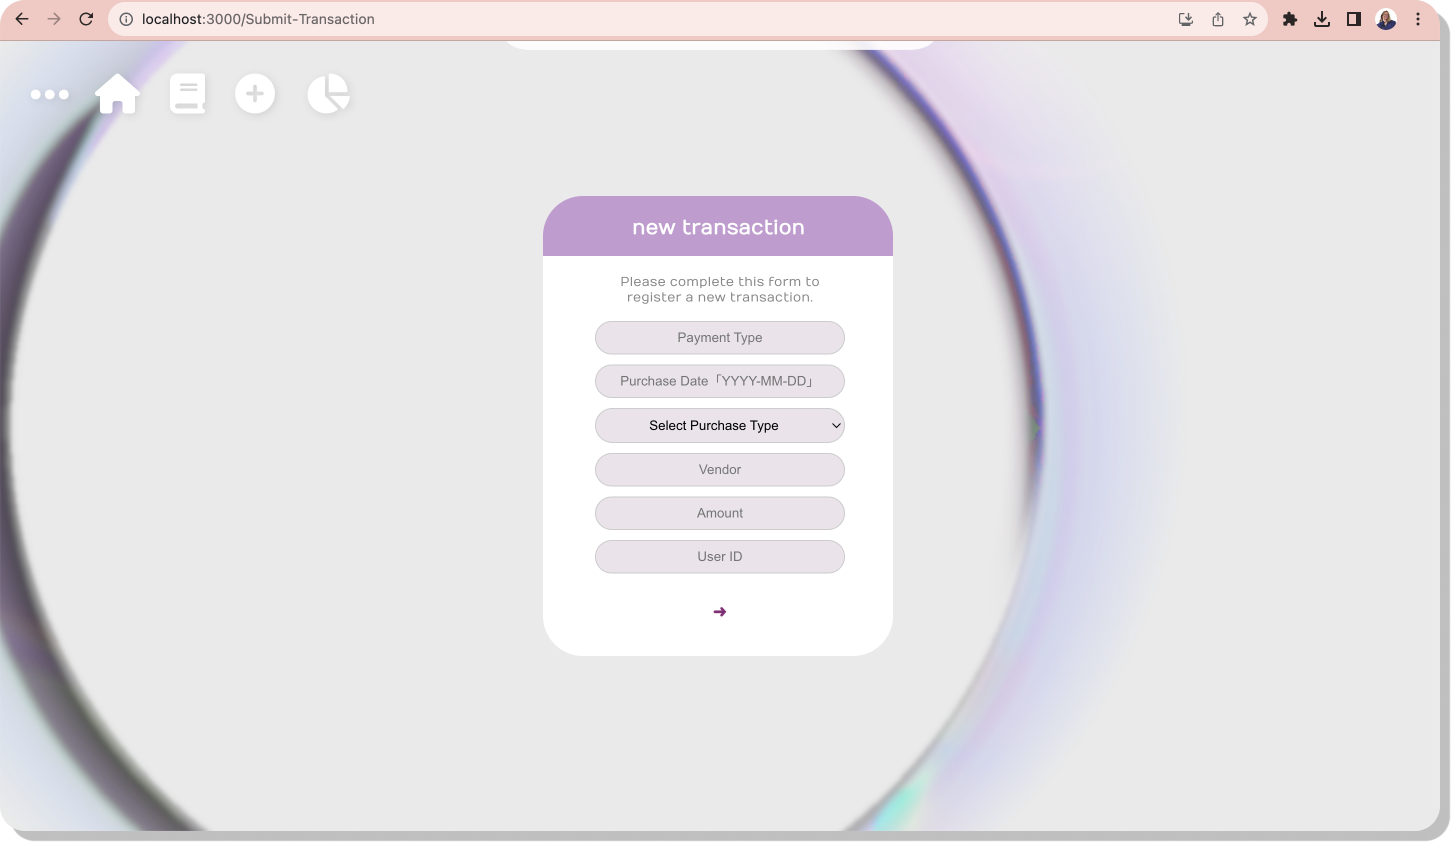 localhost:3000/Submit-Transaction
new transaction
Please complete this form to
register a new transaction.
Payment Type
Purchase Date「YYYY-MM-DD」
Select Purchase Type
Vendor
Amount
User ID